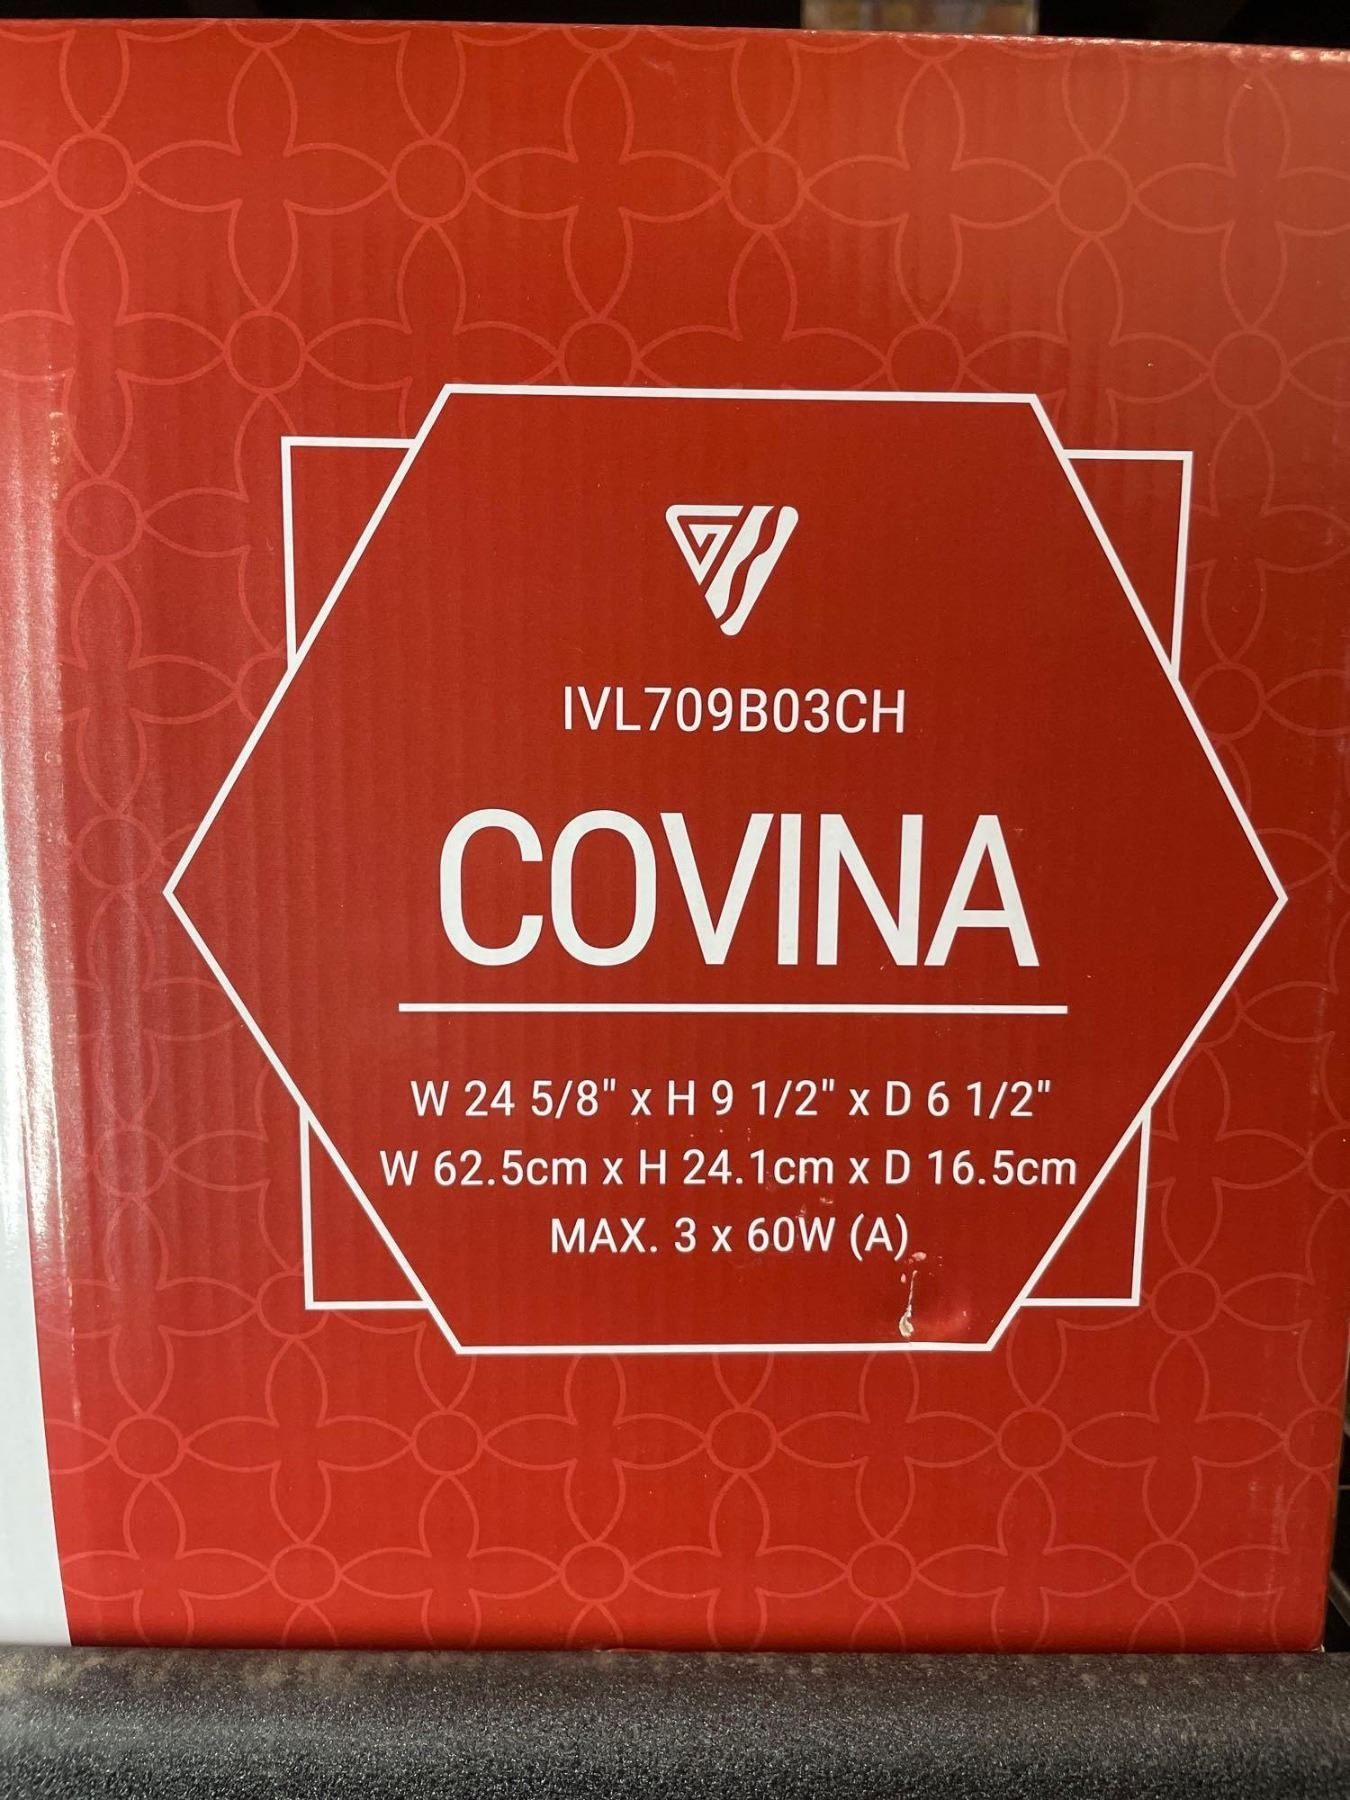 IVL709B03CH
COVINA
W 24 5/8" x H 9 1/2" x D 6 1/2"
W 62.5cm x H 24.1cm x D 16.5cm
MAX. 3 x 60W (A)